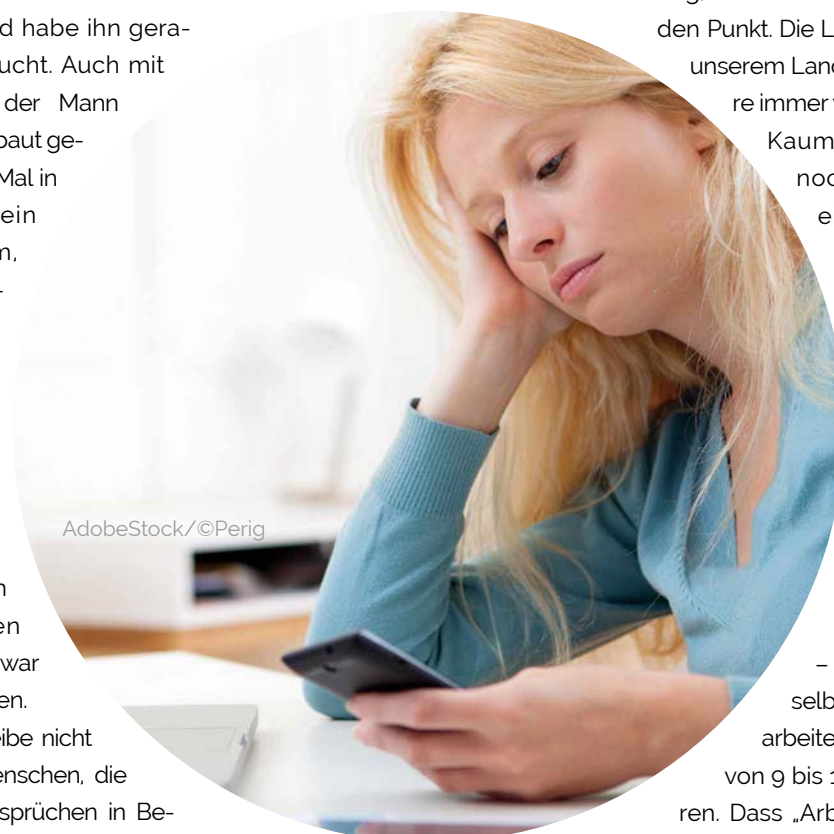 d habe ihn gera-
ucht. Auch mit
der Mann
baut ge-
Mal in
ein
m,
-
n
en
war
en.
eibe nicht
enschen, die
sprüchen in Be-
AdobeStock/©Perig
den Punkt. Die L
unserem Land
re immer
Kaum
noc
e
–
selb
arbeite
von 9 bis 1
ren. Dass „Arb